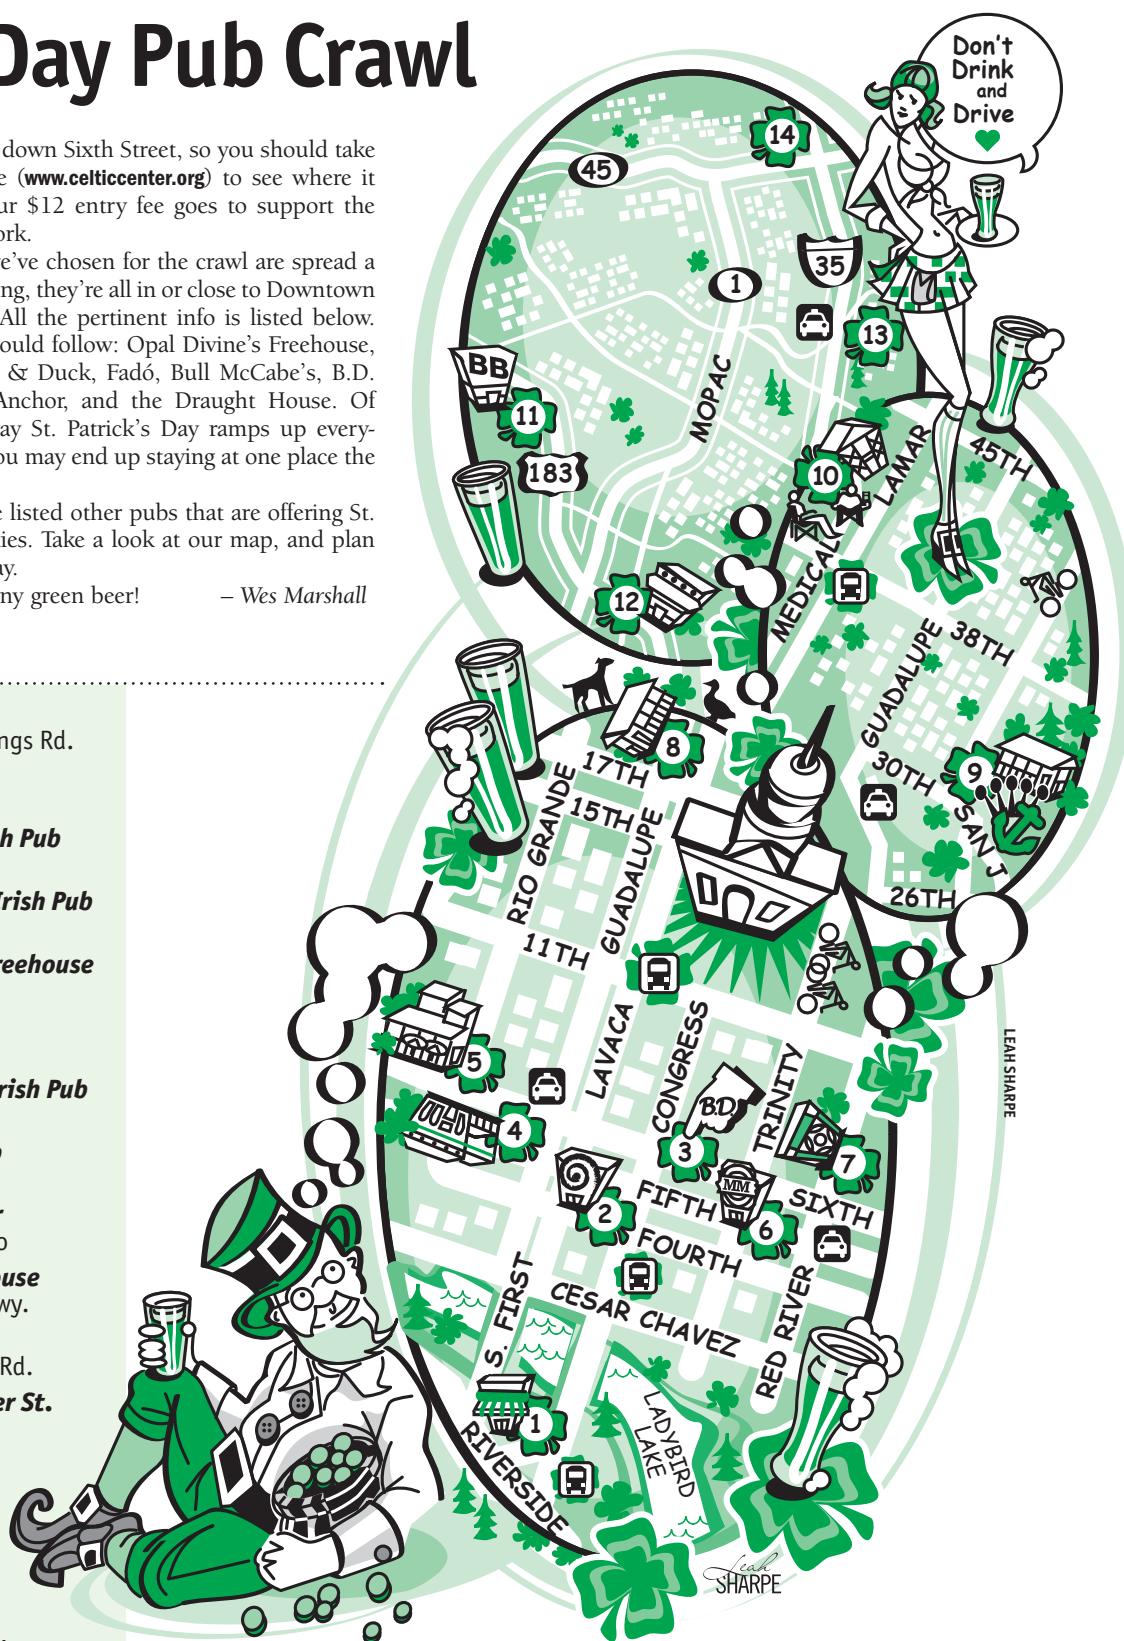 Day Pub Crawl
down Sixth Street, so you should take
e (www.celticcenter.org) to see where it
ur $12 entry fee goes to support the
ork.
ve’ve chosen for the crawl are spread a
ng, they’re all in or close to Downtown
All the pertinent info is listed below.
ould follow: Opal Divine’s Freehouse,
& Duck, Fadó, Bull McCabe’s, B.D.
Anchor, and the Draught House. Of
ay St. Patrick’s Day ramps up every-
ou may end up staying at one place the
e listed other pubs that are offering St.
ties. Take a look at our map, and plan
ay.
ny green beer! – Wes Marshall
ngs Rd.
h Pub
Irish Pub
reehouse
rish Pub
o
use
wy.
Rd.
er St.
Don’t
Drink
and
Drive
14
45
35
1
13
BB
11
MOPAC
183
10
LAMAR
45TH
MEDICAL
12
38TH
GUADALUPE
8
17TH
30TH
9
15TH
SAN J
RIO GRANDE
GUADALUPE
26TH
11TH
LAVACA
CONGRESS
TRINITY
5
B.D.
4
3
7
MM
2
FIFTH
6
SIXTH
FOURTH
S. FIRST
CESAR CHAVEZ
RED RIVER
1
RIVERSIDE
LADYBIRD
LAKE
LEAH SHARPE
Leah
SHARPE